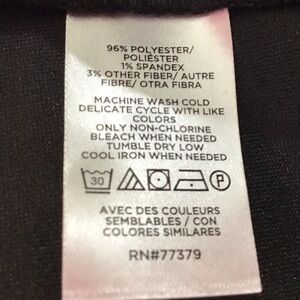 96% POLYESTER/
POLIÉSTER
1% SPANDEX
3% OTHER FIBER/ AUTRE
FIBRE/ OTRA FIBRA
MACHINE WASH COLD
DELICATE CYCLE WITH LIKE
COLORS
ONLY NON-CHLORINE
BLEACH WHEN NEEDED
TUMBLE DRY LOW
COOL IRON WHEN NEEDED
30 P
AVEC DES COULEURS
SEMBLABLES / CON
COLORES SIMILARES
RN#77379